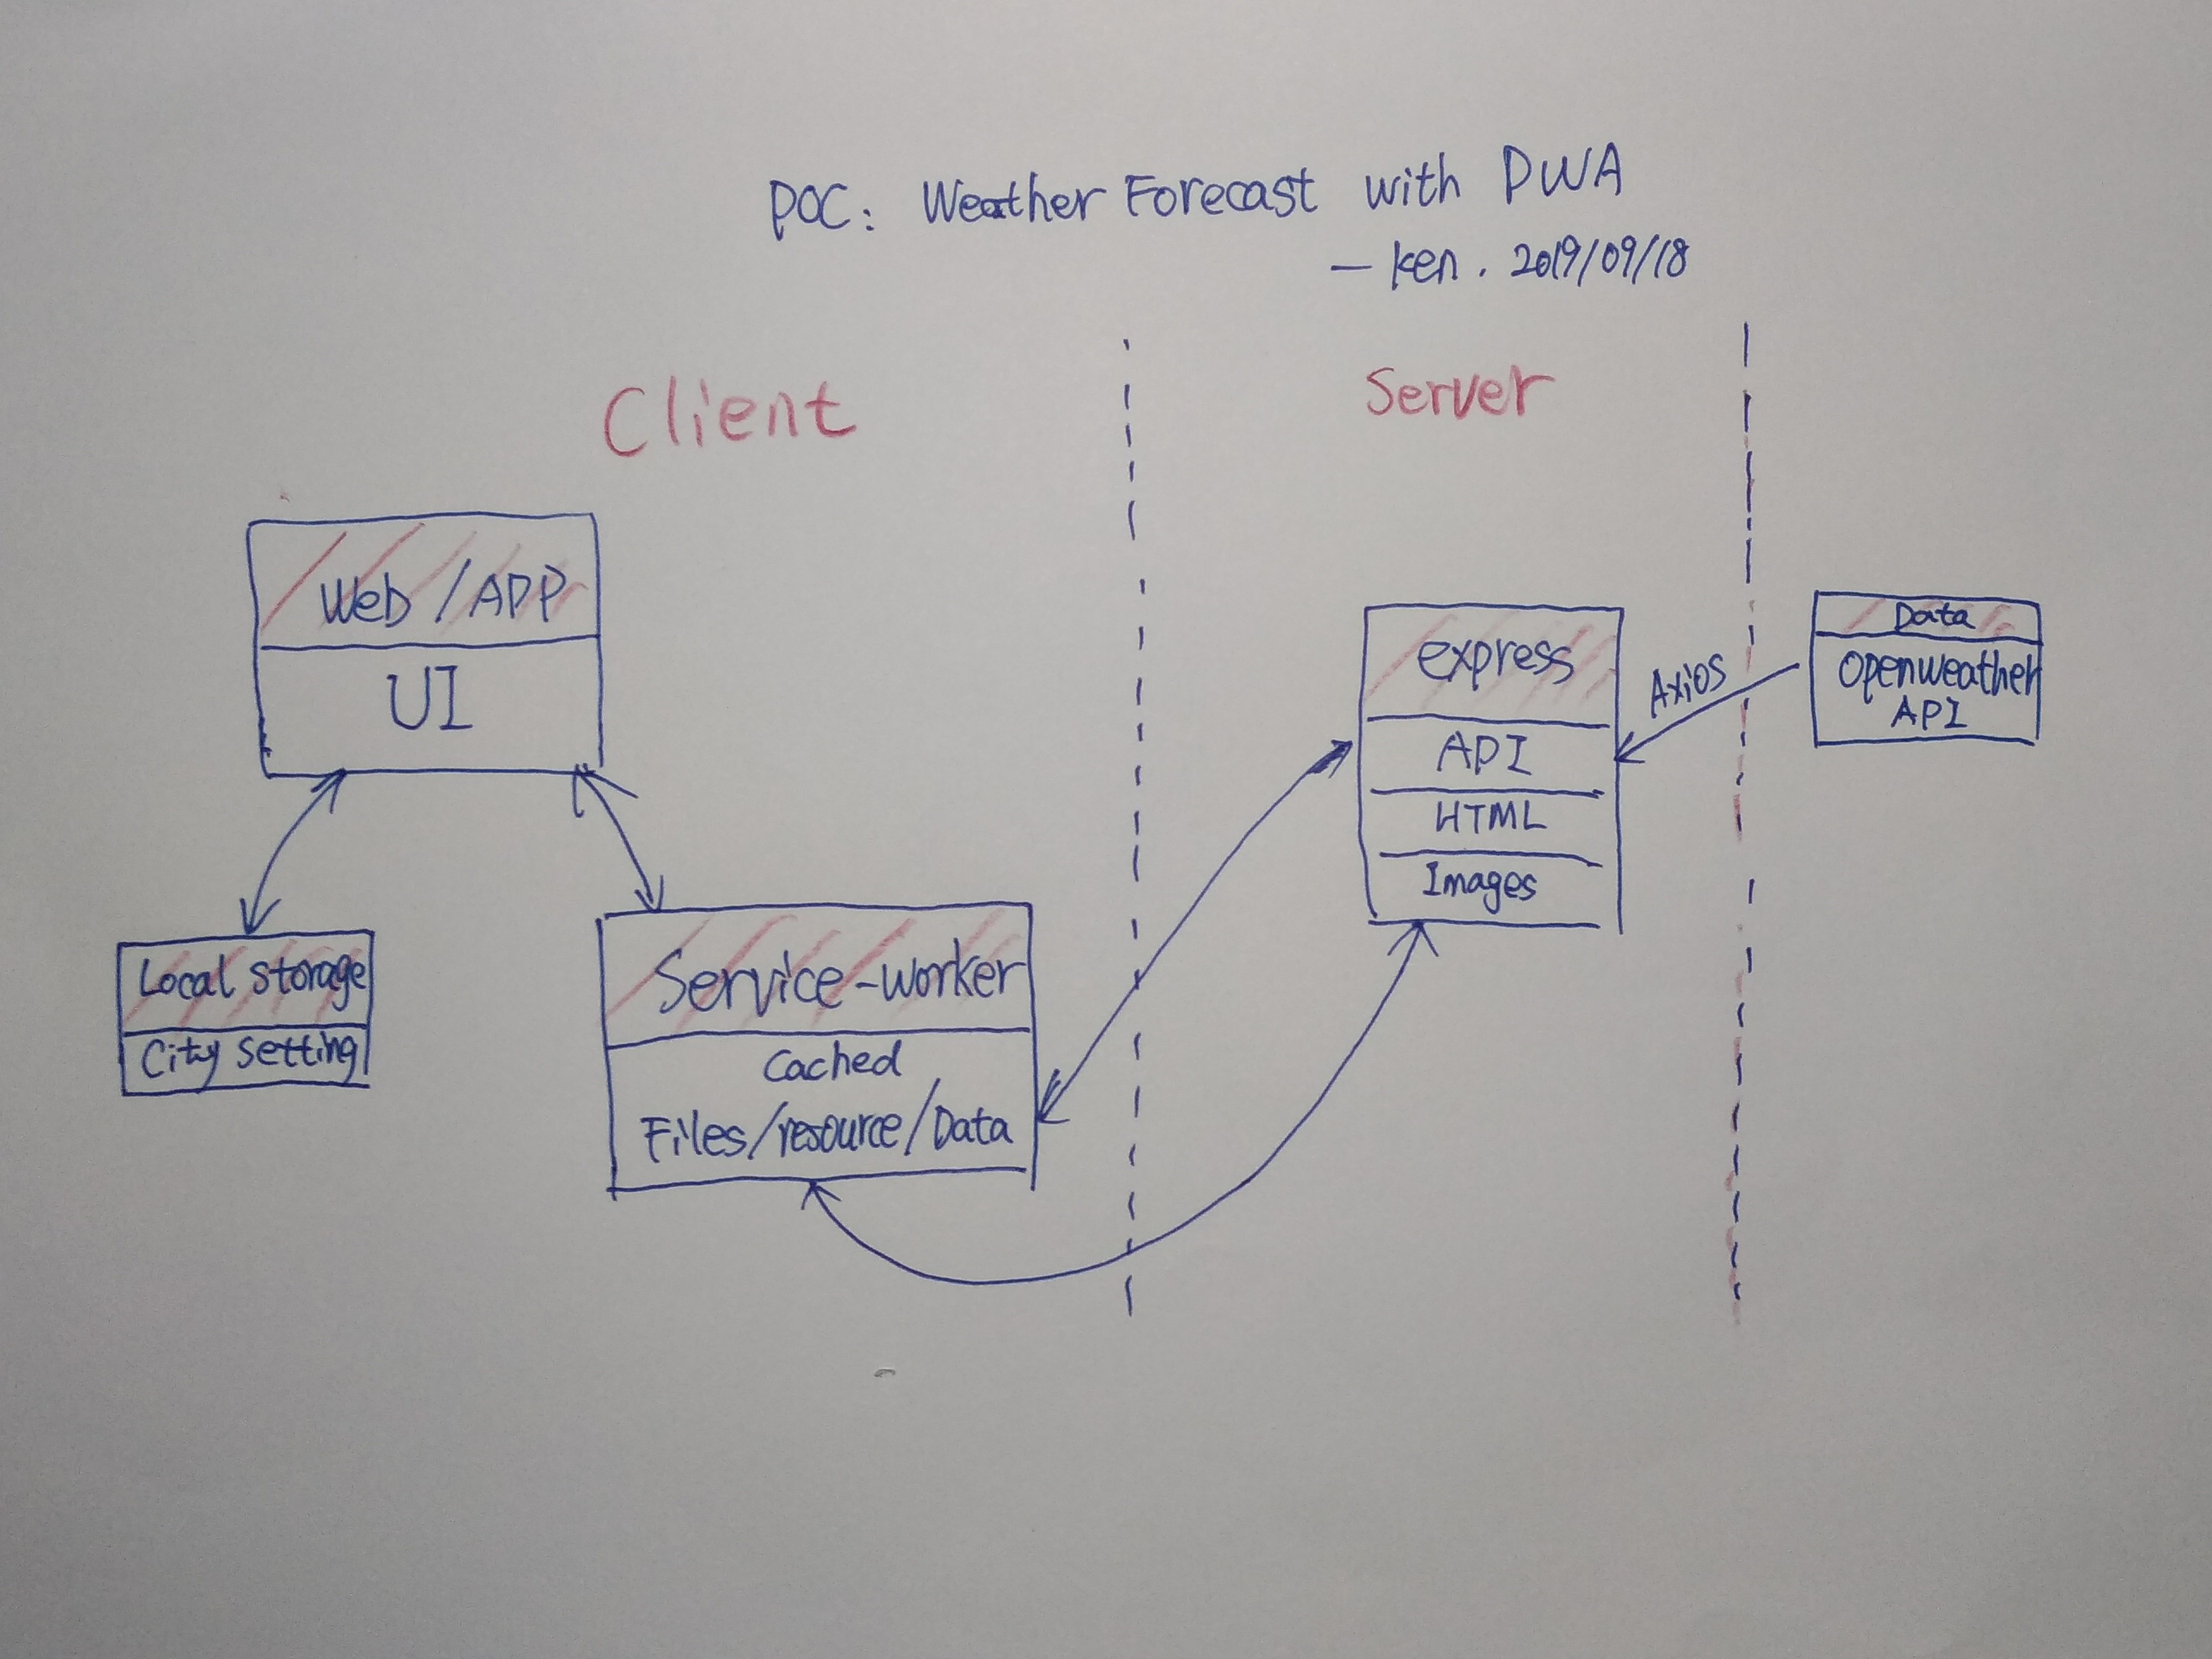 POC: Weather Forecast with PWA
— Ken. 2019/09/18
Client
Server
Web/APP
UI
Local storage
City setting
Service-worker
Cached
Files/resource/Data
express
API
HTML
Images
Axios
Data
Openweather
API